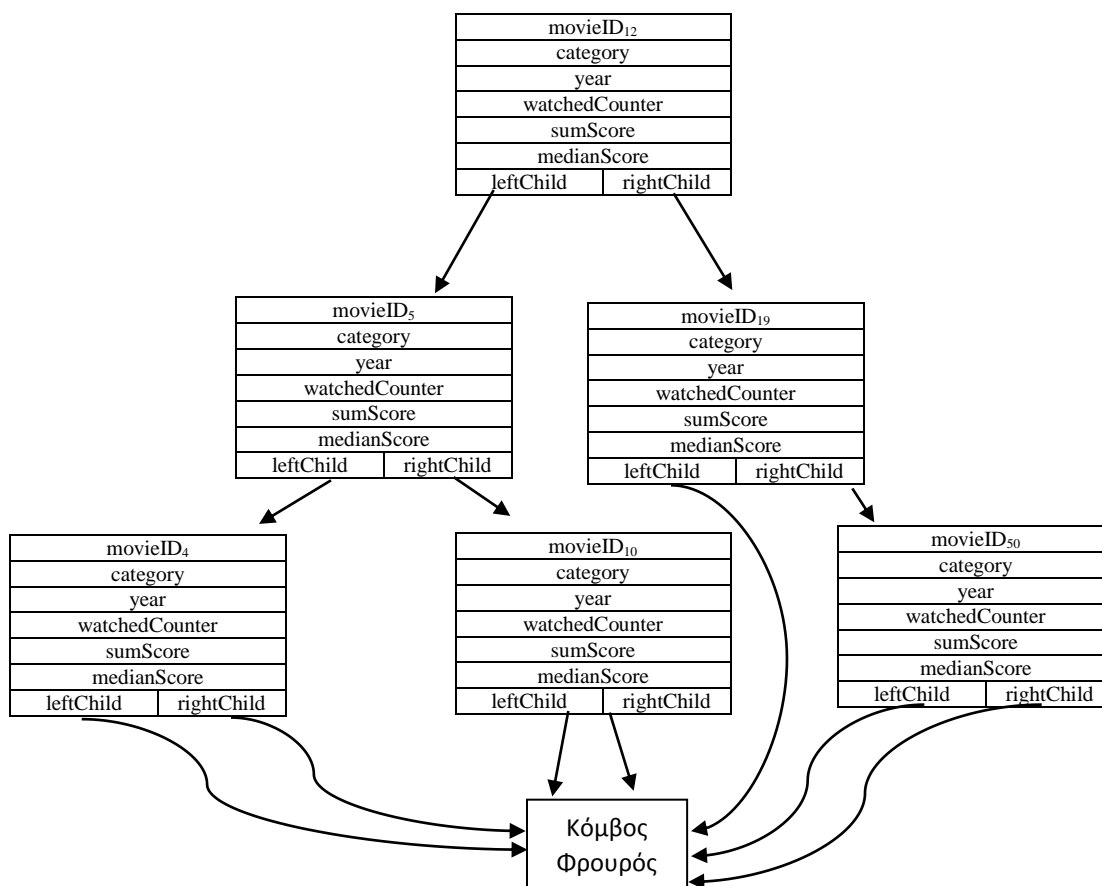 movieID₁₂
category
year
watchedCounter
sumScore
medianScore
leftChild rightChild
movieID₅
category
year
watchedCounter
sumScore
medianScore
leftChild rightChild
movieID₁₉
category
year
watchedCounter
sumScore
medianScore
leftChild rightChild
movieID₄
category
year
watchedCounter
sumScore
medianScore
leftChild rightChild
movieID₁₀
category
year
watchedCounter
sumScore
medianScore
leftChild rightChild
movieID₅₀
category
year
watchedCounter
sumScore
medianScore
leftChild rightChild
Κόμβος
Φρουρός